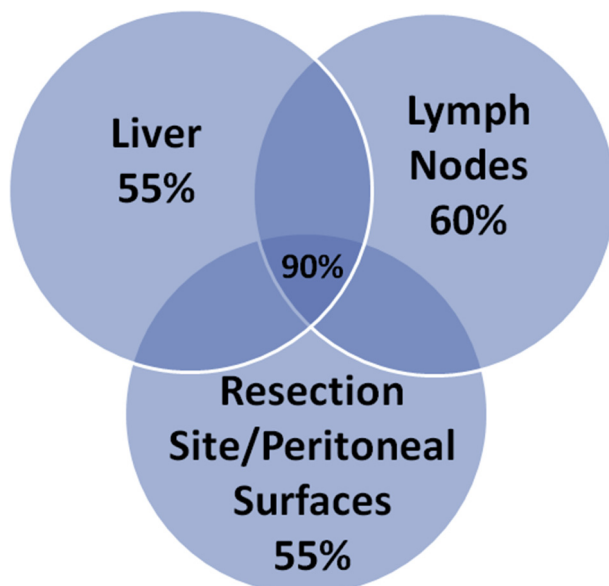 Liver
55%
Lymph
Nodes
60%
90%
Resection
Site/Peritoneal
Surfaces
55%